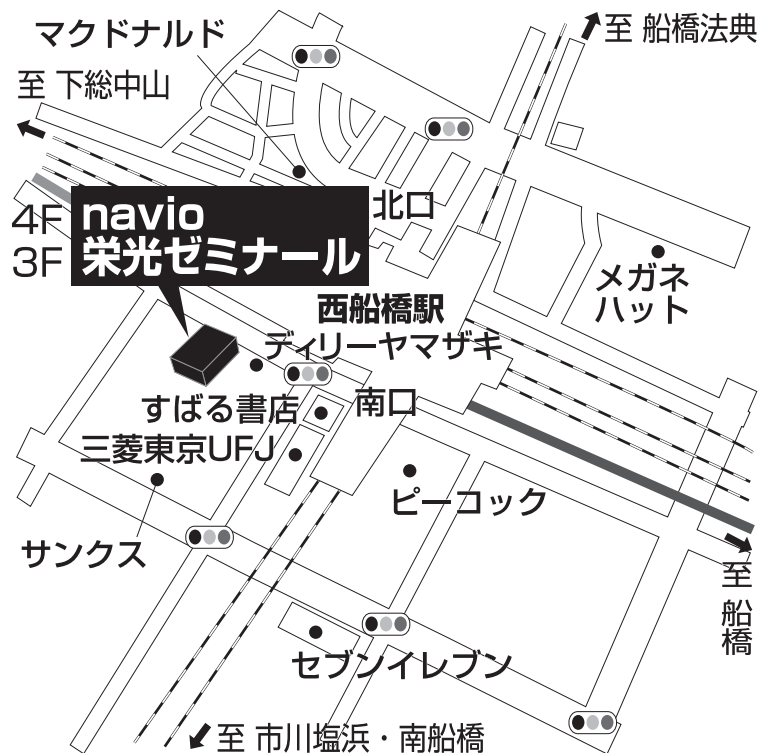 マクドナルド
至 船橋法典
至 下総中山
4F navio
3F 栄光ゼミナール
北口
メガネ
ハット
西船橋駅
ディリーヤマザキ
すばる書店
南口
三菱東京UFJ
ピーコック
サンクス
至 船橋
セブンイレブン
至 市川塩浜・南船橋